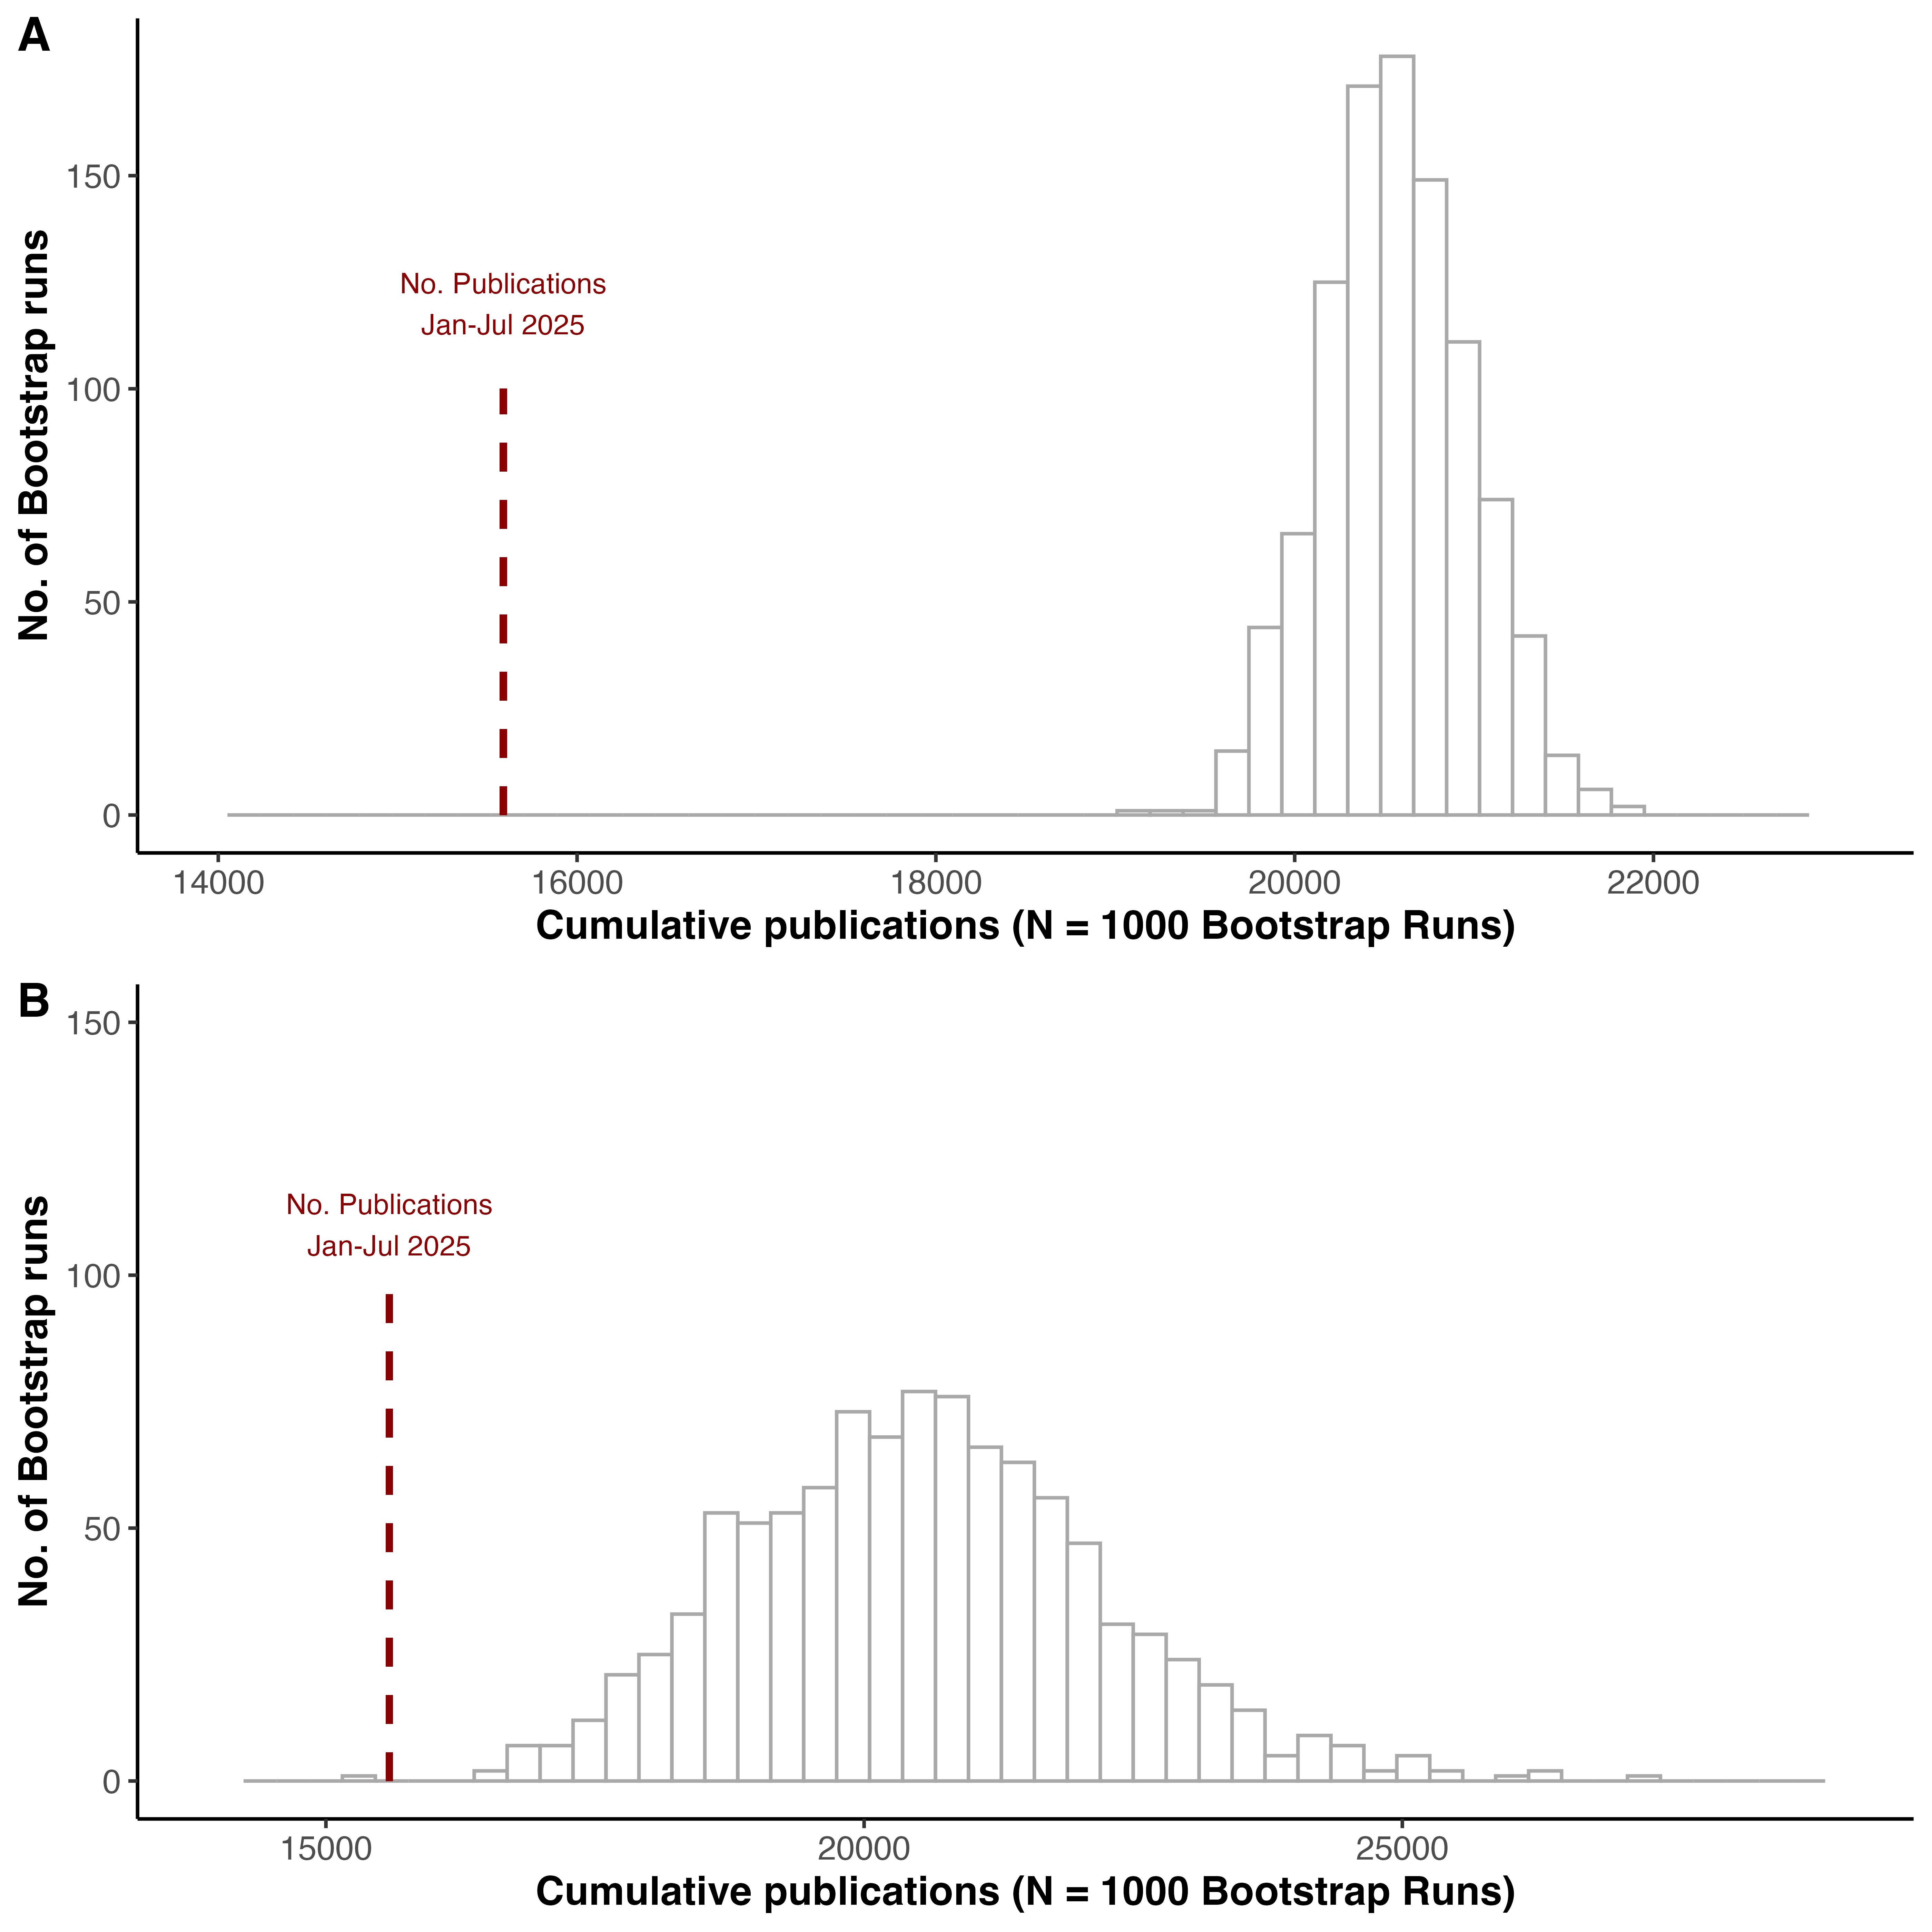 A
No. of Bootstrap runs
150
100
50
0
No. Publications
Jan-Jul 2025
14000 16000 18000 20000 22000
Cumulative publications (N = 1000 Bootstrap Runs)
B
No. of Bootstrap runs
150
100
50
0
No. Publications
Jan-Jul 2025
15000 20000 25000
Cumulative publications (N = 1000 Bootstrap Runs)